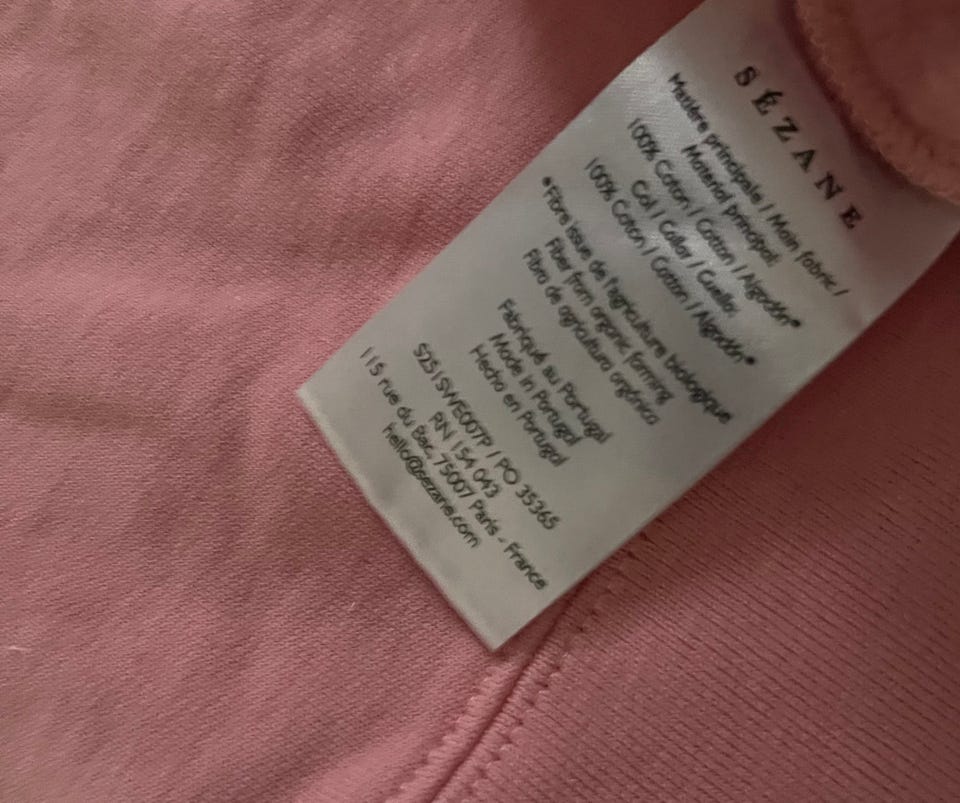 SÉZANE
Matière principale / Main fabric /
Material principal:
100% Coton / Cotton / Algodón*
Col / Collar / Cuello:
100% Coton / Cotton / Algodón*
*Fibre issue de l'agriculture biologique
Fiber from organic farming
Fibra de agricultura orgánica
Fabriqué au Portugal
Made in Portugal
Hecho en Portugal
S251SWE007P / PO 35365
RN 154 043
115 rue du Bac, 75007 Paris - France
hello@sezane.com